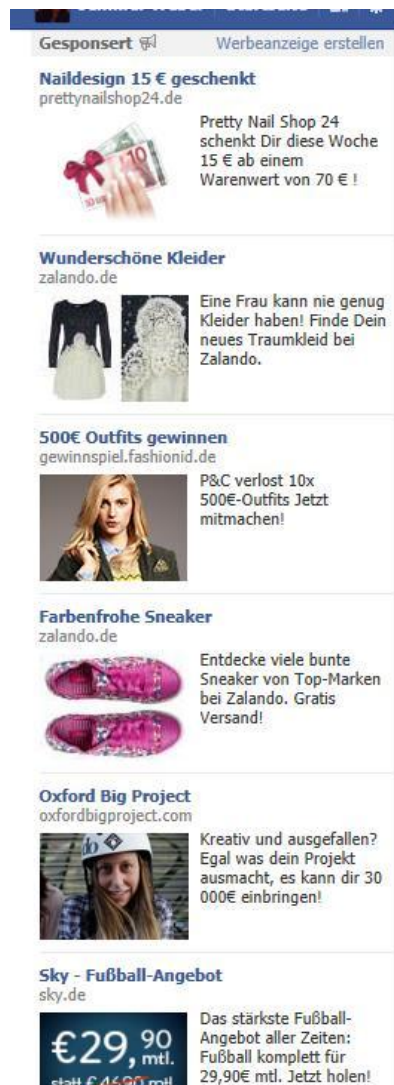 Gesponsert Werbeanzeige erstellen
Naildesign 15 € geschenkt
prettynailshop24.de
Pretty Nail Shop 24
schenkt Dir diese Woche
15 € ab einem
Warenwert von 70 € !
10
Wunderschöne Kleider
zalando.de
Eine Frau kann nie genug
Kleider haben! Finde Dein
neues Traumkleid bei
Zalando.
500€ Outfits gewinnen
gewinnspiel.fashionid.de
P&C verlost 10x
500€-Outfits Jetzt
mitmachen!
Farbenfrohe Sneaker
zalando.de
Entdecke viele bunte
Sneaker von Top-Marken
bei Zalando. Gratis
Versand!
Oxford Big Project
oxfordbigproject.com
Kreativ und ausgefallen?
Egal was dein Projekt
ausmacht, es kann dir 30
000€ einbringen!
Sky - Fußball-Angebot
sky.de
Das stärkste Fußball-
Angebot aller Zeiten:
Fußball komplett für
29,90€ mtl. Jetzt holen!
€29,90 mtl.
statt € 46,90 mtl.